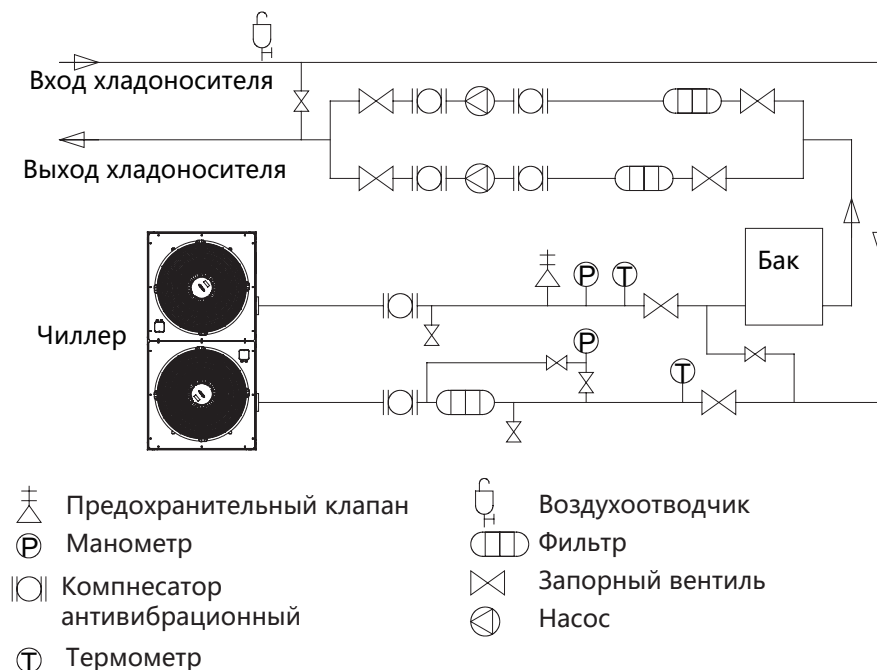 Вход хладоносителя
Выход хладоносителя
Бак
P
T
Чиллер
P
T
Предохранительный клапан
P Манометр
Компнесатор
антивибрационный
T Термометр
Воздухоотводчик
Фильтр
Запорный вентиль
Насос